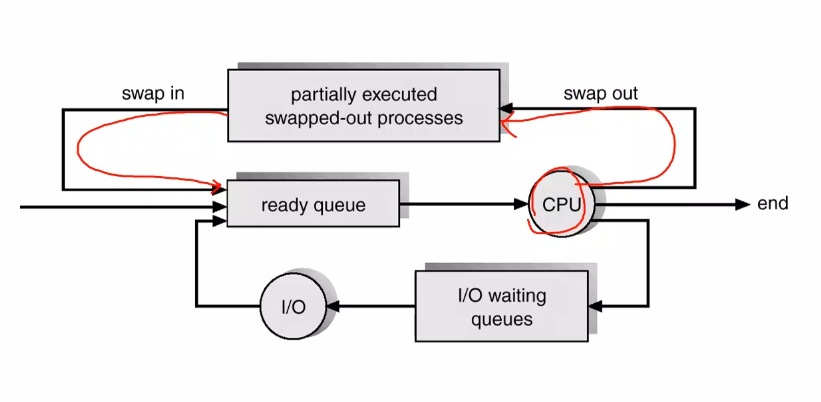 swap in
partially executed
swapped-out processes
swap out
ready queue
CPU
end
I/O
I/O waiting
queues